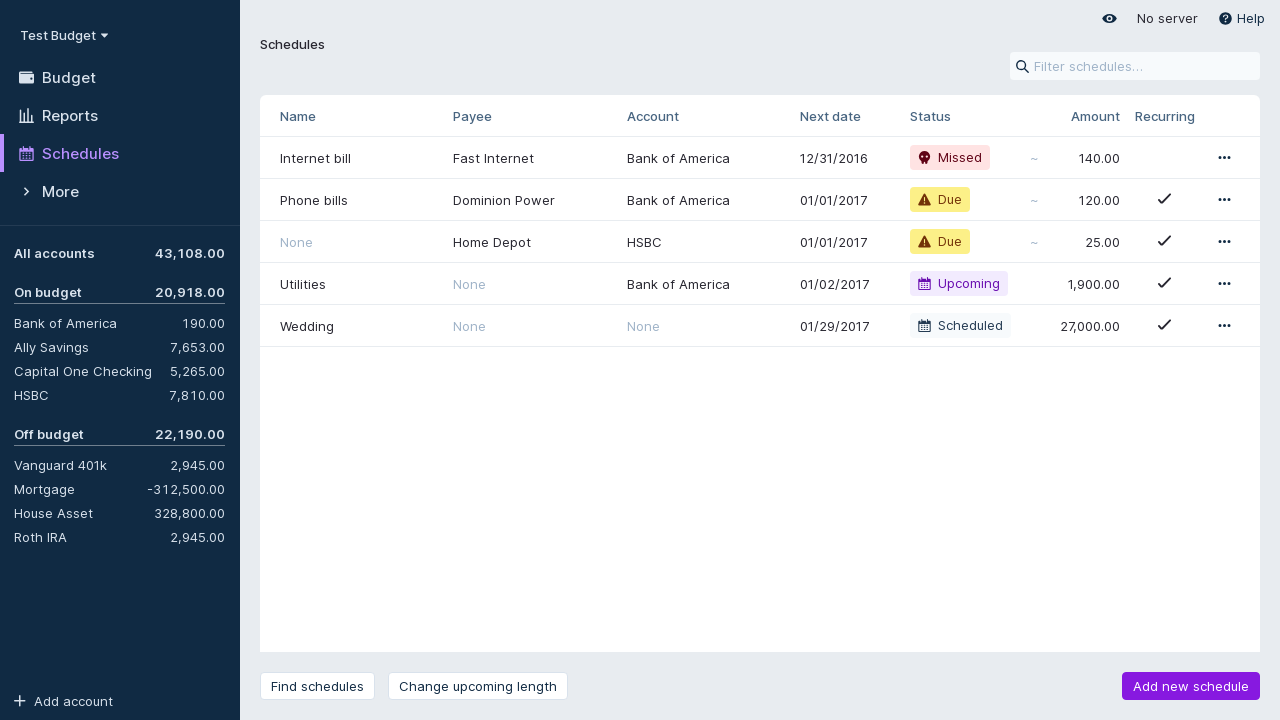 Test Budget
Budget
Reports
Schedules
More
All accounts 43,108.00
On budget 20,918.00
Bank of America 190.00
Ally Savings 7,653.00
Capital One Checking 5,265.00
HSBC 7,810.00
Off budget 22,190.00
Vanguard 401k 2,945.00
Mortgage -312,500.00
House Asset 328,800.00
Roth IRA 2,945.00
Add account
No server Help
Schedules
Filter schedules...
Name Payee Account Next date Status Amount Recurring
Internet bill Fast Internet Bank of America 12/31/2016 Missed ~ 140.00
Phone bills Dominion Power Bank of America 01/01/2017 Due ~ 120.00
None Home Depot HSBC 01/01/2017 Due ~ 25.00
Utilities None Bank of America 01/02/2017 Upcoming 1,900.00
Wedding None None 01/29/2017 Scheduled 27,000.00
Find schedules Change upcoming length Add new schedule